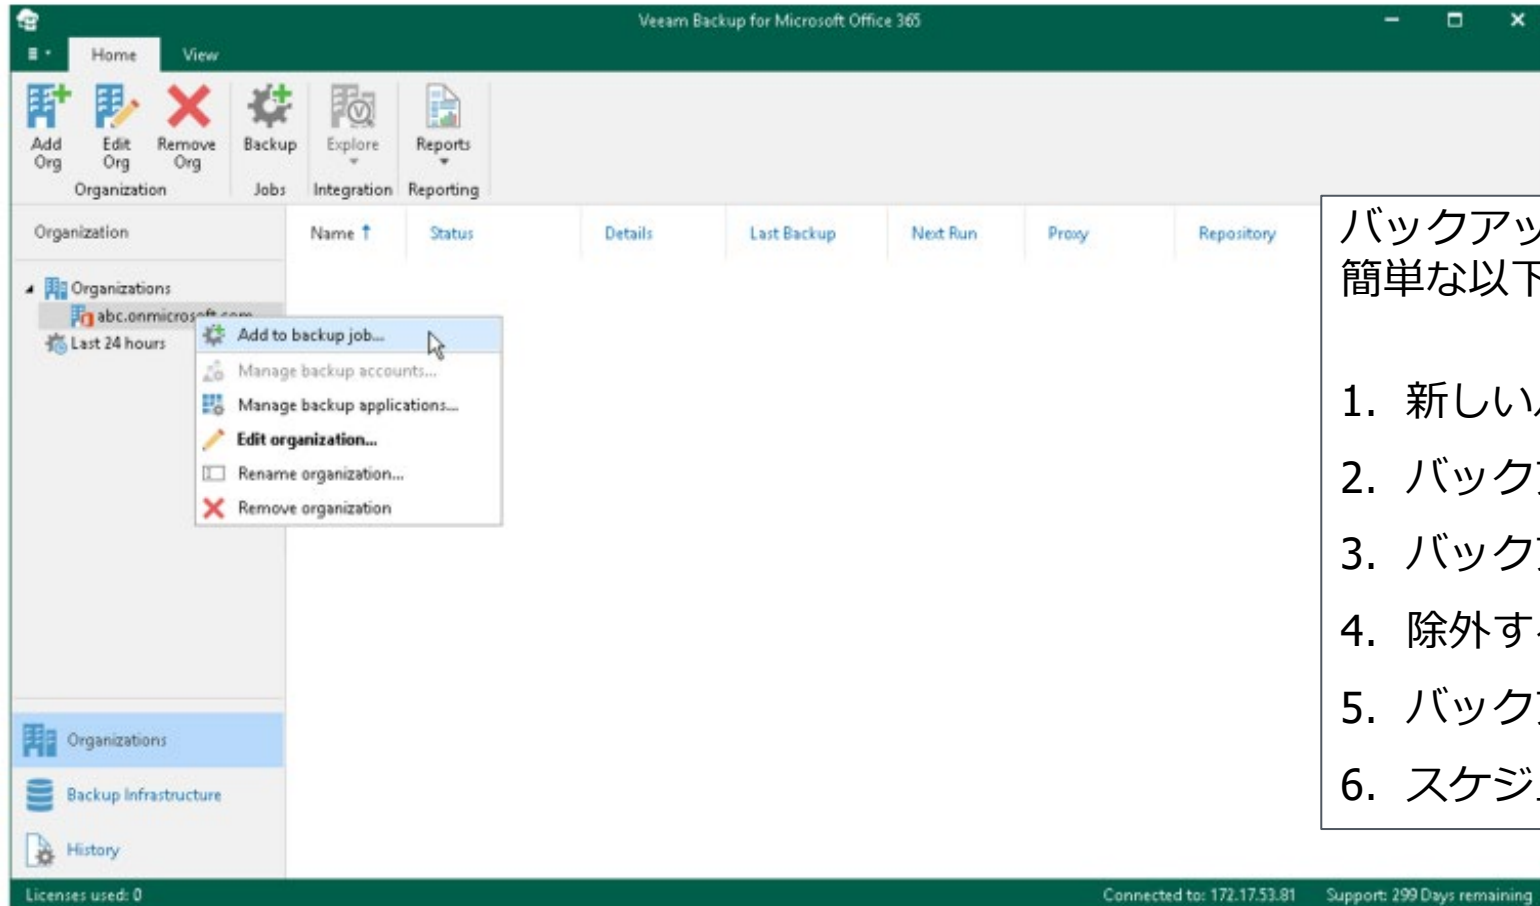 Veeam Backup for Microsoft Office 365
Home View
Add Org
Edit Org
Remove Org
Backup
Explore
Reports
Organization
Jobs
Integration
Reporting
Organization
Name
Status
Details
Last Backup
Next Run
Proxy
Repository
Organizations
abc.onmicrosoft.com
Last 24 hours
Add to backup job...
Manage backup accounts...
Manage backup applications...
Edit organization...
Rename organization...
Remove organization
バックアッ
簡単な以下
1. 新しい
2. バック
3. バック
4. 除外す
5. バック
6. スケジ
Organizations
Backup Infrastructure
History
Licenses used: 0
Connected to: 172.17.53.81
Support: 299 Days remaining